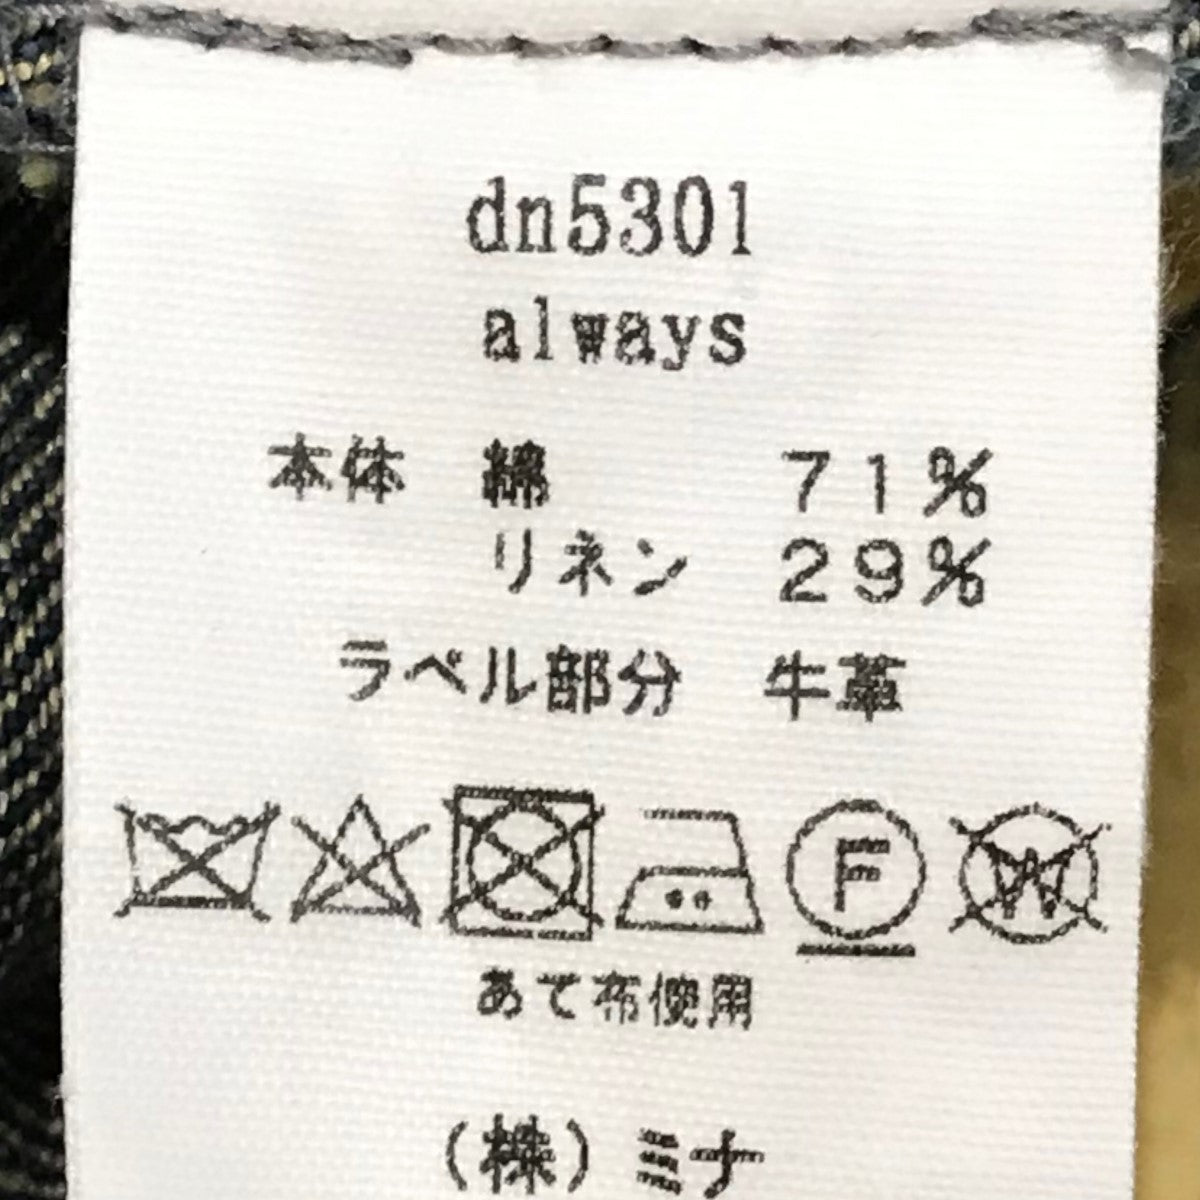 dn5301
always
本体 綿 71%
リネン 29%
ラベル部分 牛革
F W
あて布使用
(株)ミナ